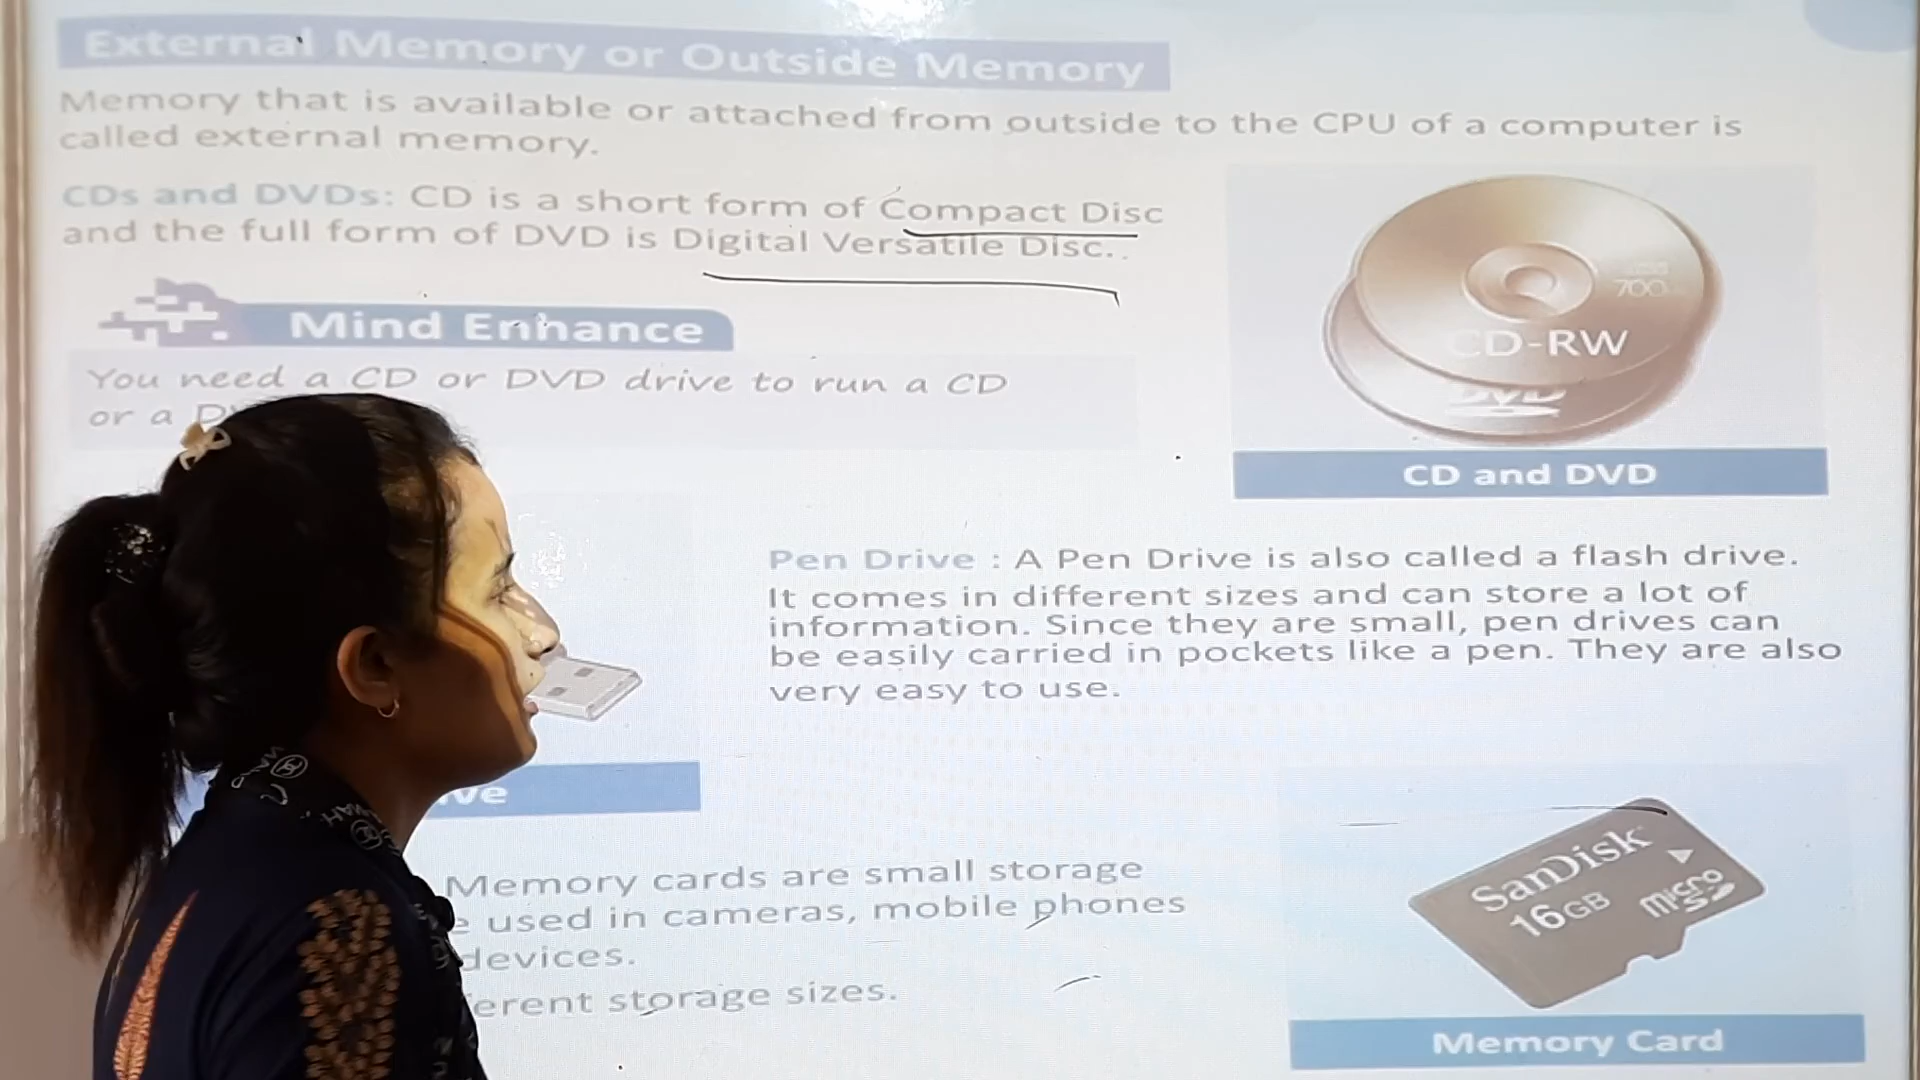 External Memory or Outside Memory
Memory that is available or attached from outside to the CPU of a computer is
called external memory.
CDs and DVDs: CD is a short form of Compact Disc
and the full form of DVD is Digital Versatile Disc.
Mind Enhance
You need a CD or DVD drive to run a CD
or a
700
CD-RW
DVD
CD and DVD
Pen Drive : A Pen Drive is also called a flash drive.
It comes in different sizes and can store a lot of
information. Since they are small, pen drives can
be easily carried in pockets like a pen. They are also
very easy to use.
Memory cards are small storage
used in cameras, mobile phones
devices.
storage sizes.
SanDisk
16GB
micro
SD
Memory Card